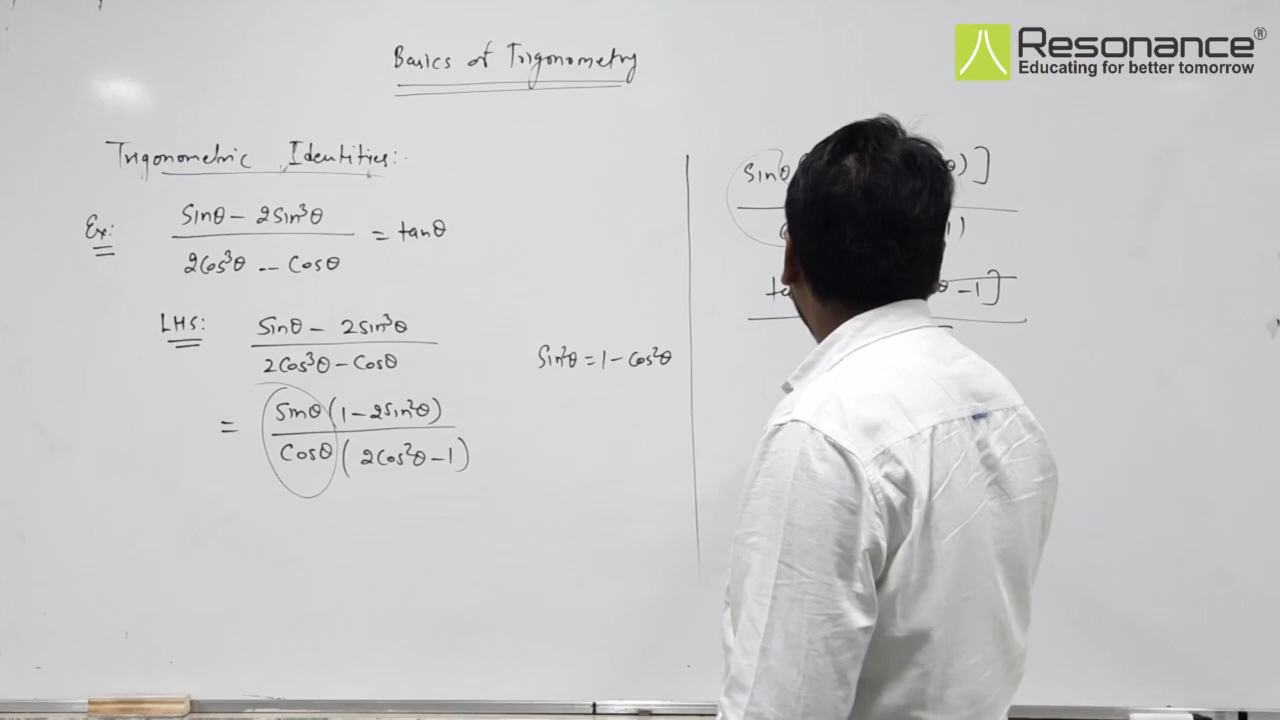 Resonance®
Educating for better tomorrow
Basics of Trigonometry
Trigonometric Identities:
Ex: Sinθ - 2Sin³θ / 2Cos³θ - Cosθ = tanθ
LHS: Sinθ - 2Sin³θ / 2Cos³θ - Cosθ
= Sinθ (1 - 2Sin²θ) / Cosθ (2Cos²θ - 1)
Sin²θ = 1 - Cos²θ
Sinθ θ)]
1)
θ - 1]